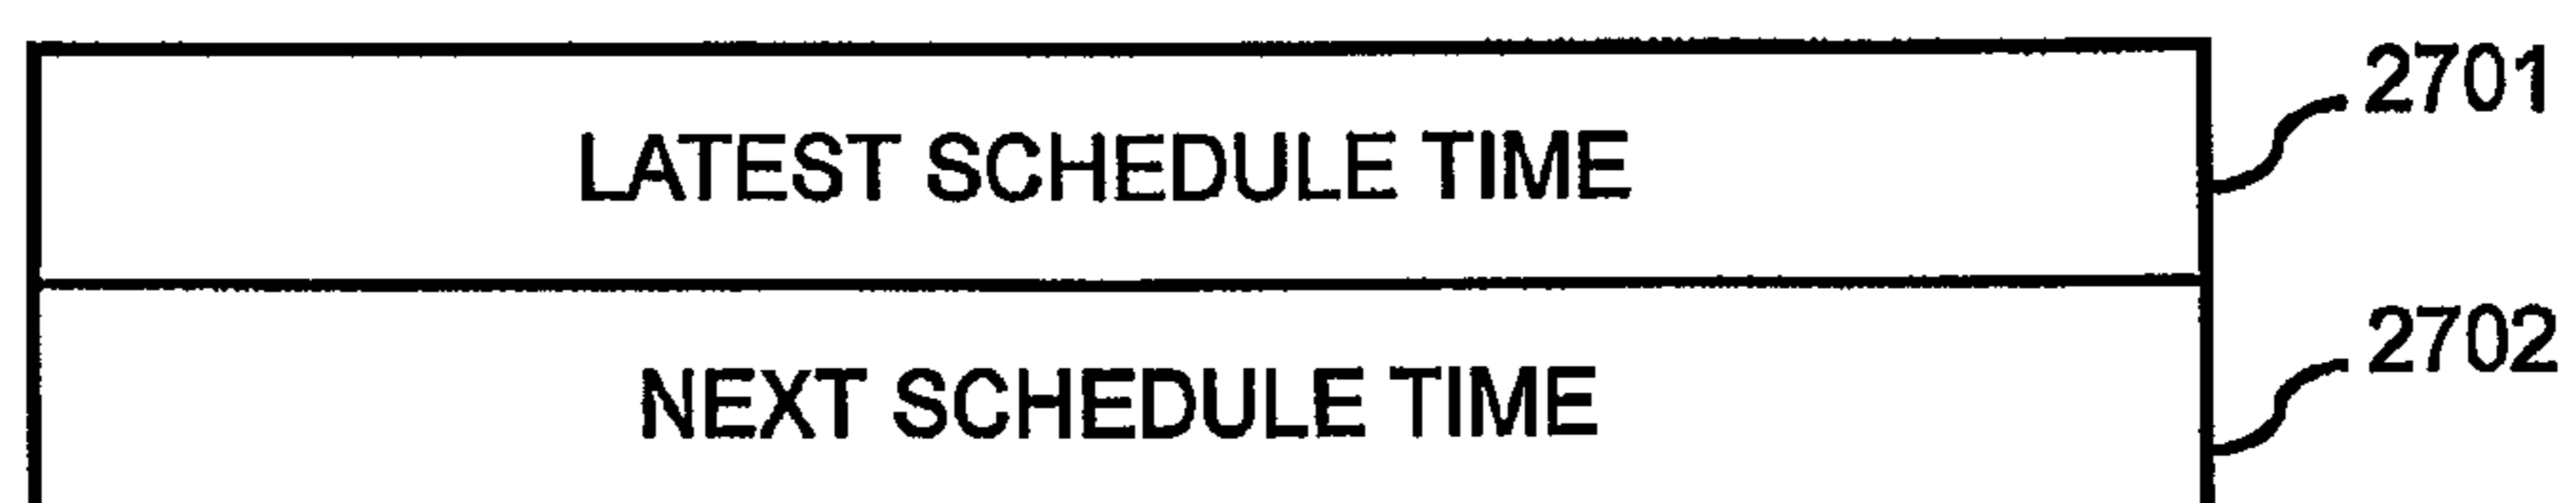 2701
LATEST SCHEDULE TIME
2702
NEXT SCHEDULE TIME